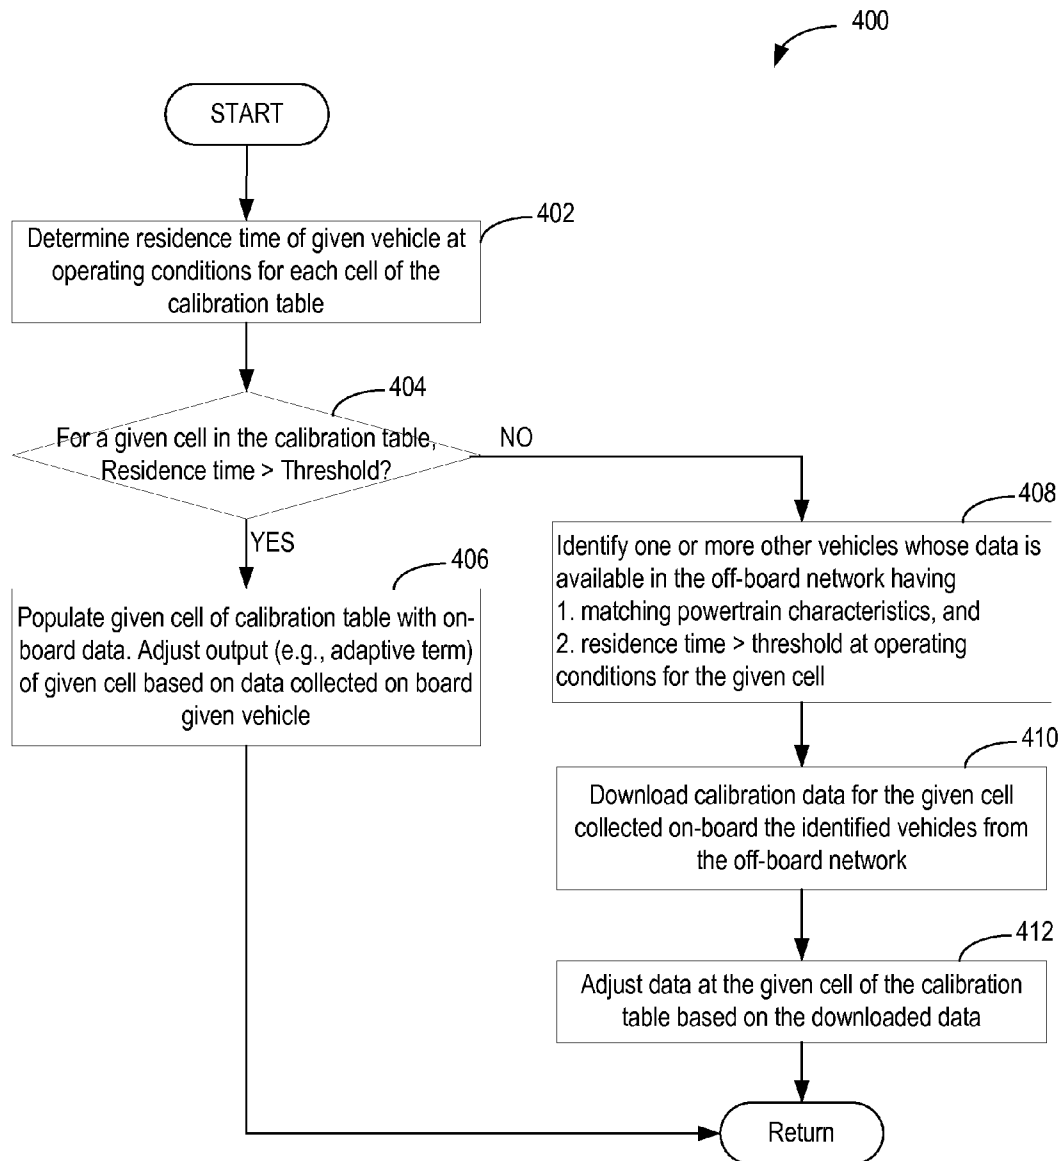 400
START
402
Determine residence time of given vehicle at
operating conditions for each cell of the
calibration table
404
For a given cell in the calibration table,
Residence time > Threshold?
NO
YES
406
Populate given cell of calibration table with on-
board data. Adjust output (e.g., adaptive term)
of given cell based on data collected on board
given vehicle
408
Identify one or more other vehicles whose data is
available in the off-board network having
1. matching powertrain characteristics, and
2. residence time > threshold at operating
conditions for the given cell
410
Download calibration data for the given cell
collected on-board the identified vehicles from
the off-board network
412
Adjust data at the given cell of the calibration
table based on the downloaded data
Return